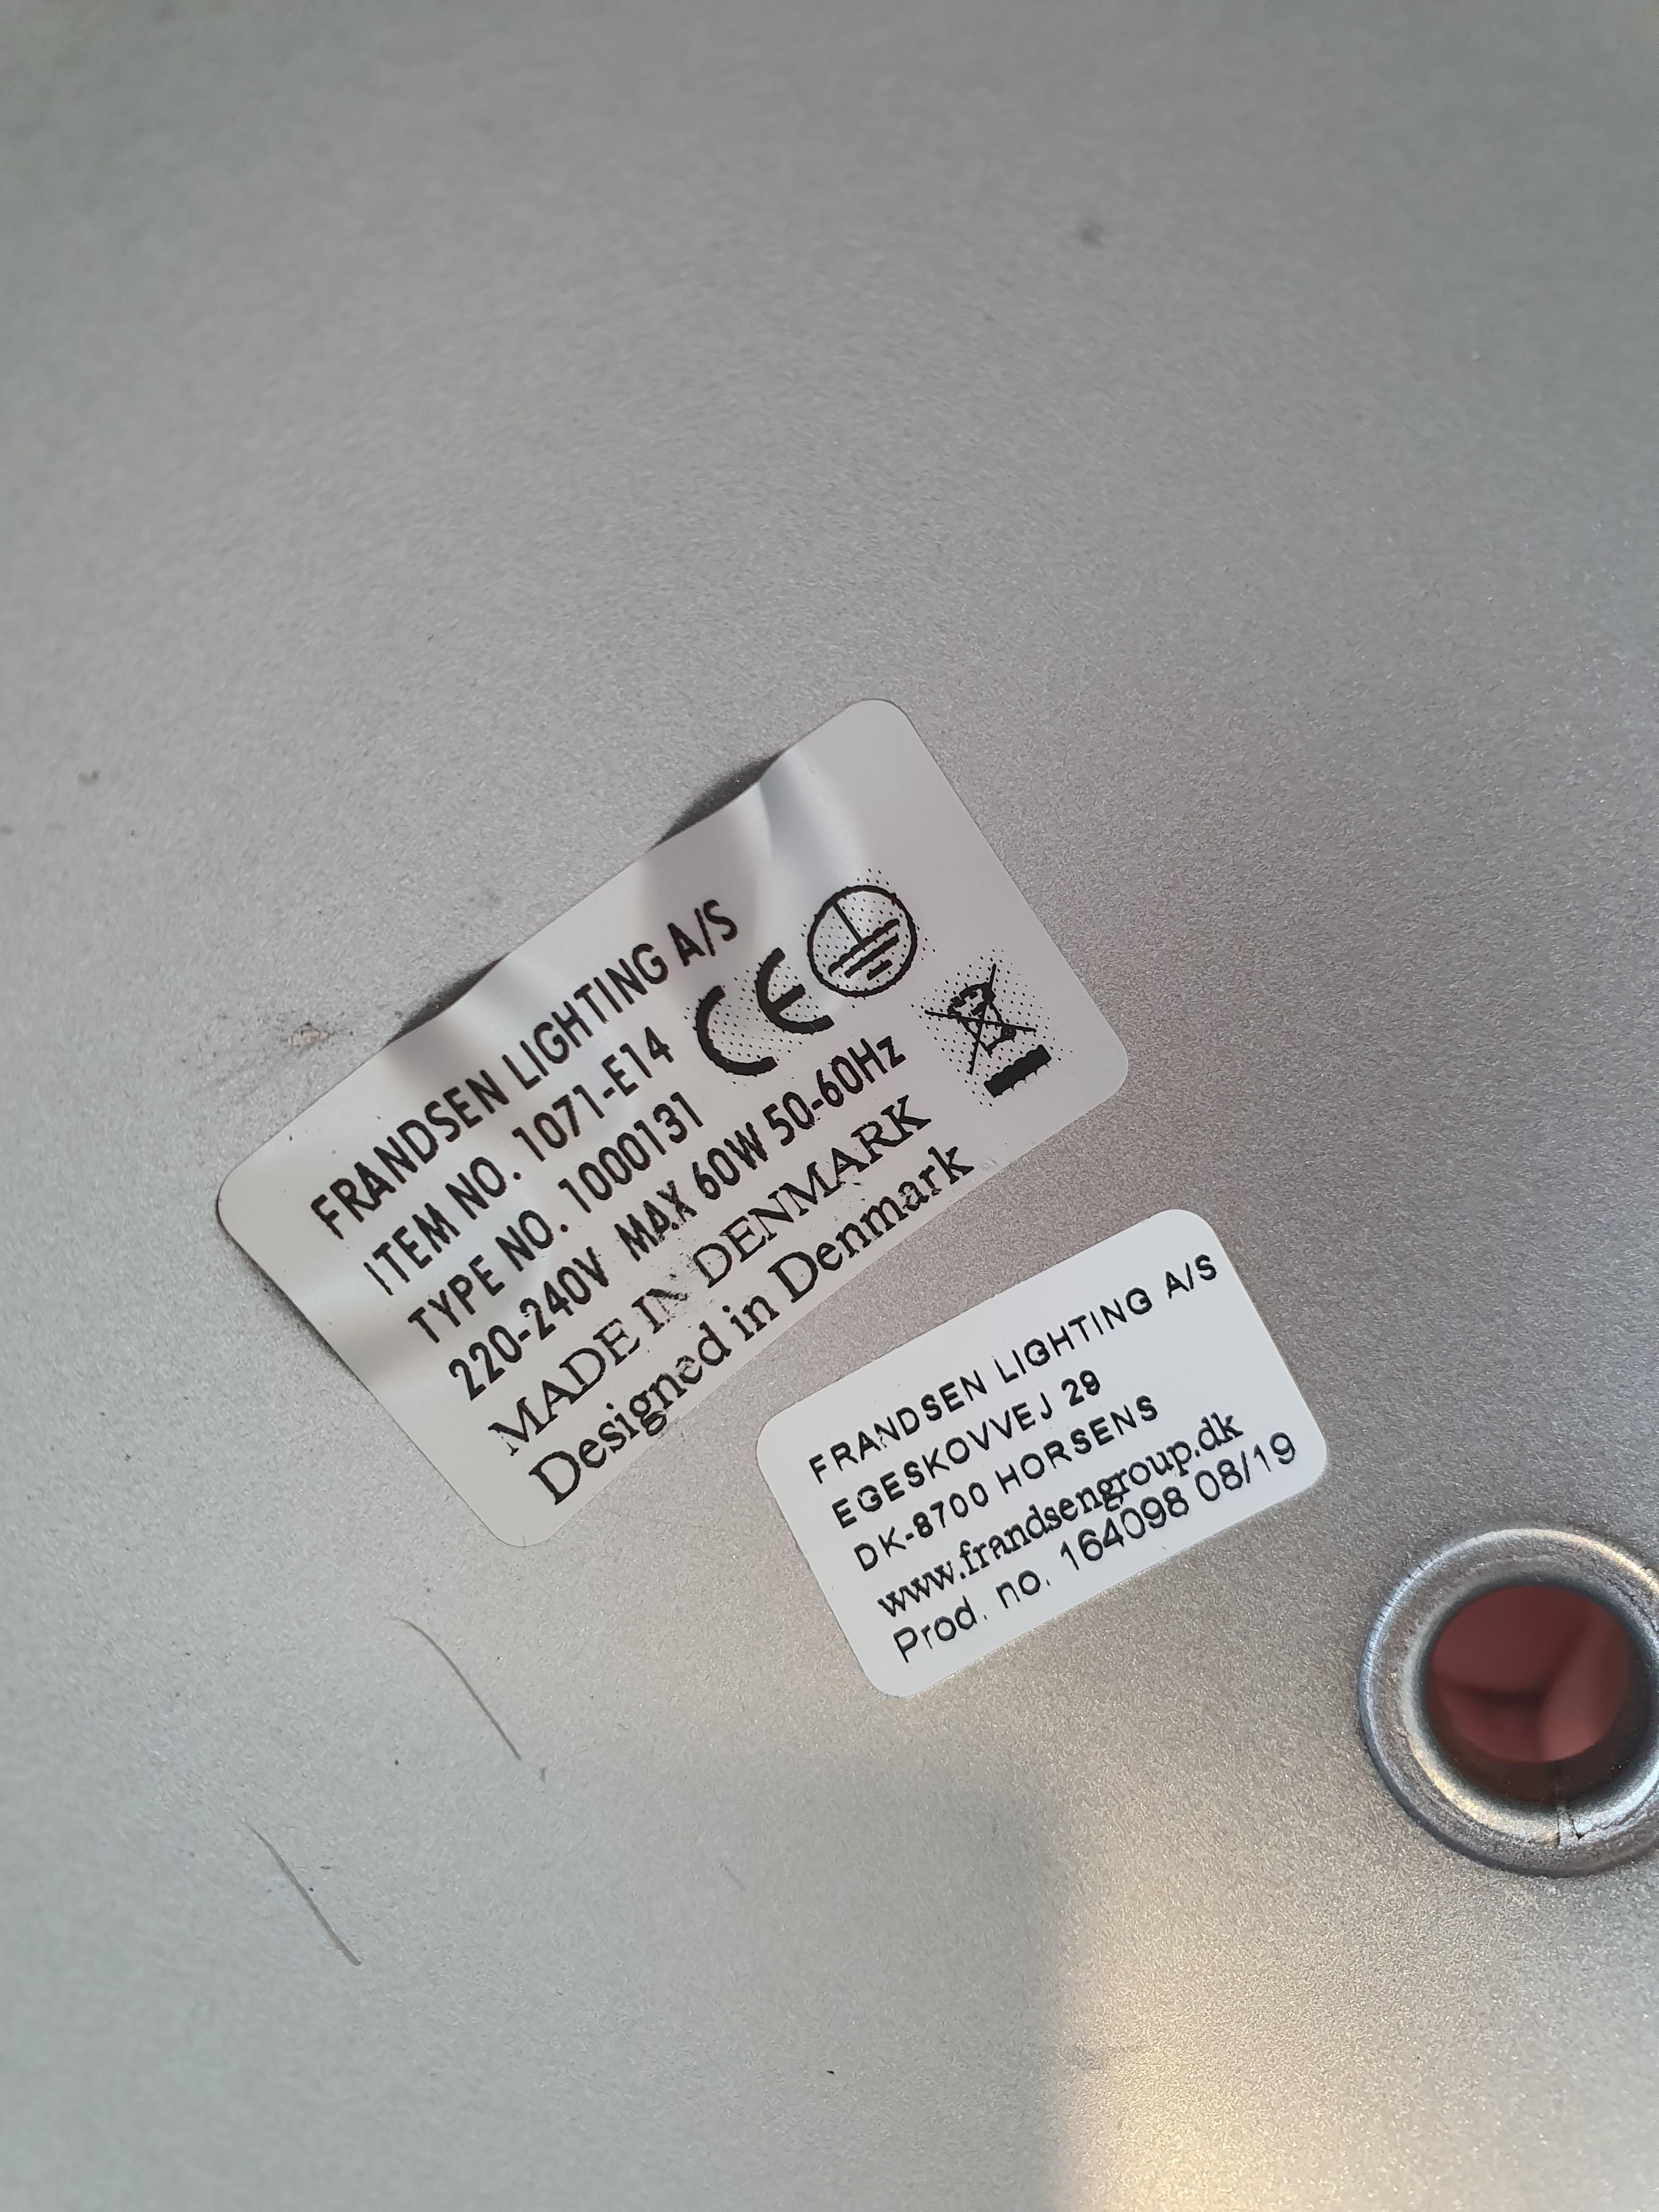 FRANDSEN LIGHTING A/S
ITEM NO. 1071-E14
TYPE NO. 1000131
CE
220-240V MAX 60W 50-60Hz
MADE IN DENMARK
Designed in Denmark
FRANDSEN LIGHTING A/S
EGESKOVVEJ 29
DK-8700 HORSENS
www.frandsengroup.dk
Prod. no. 164098 08/19